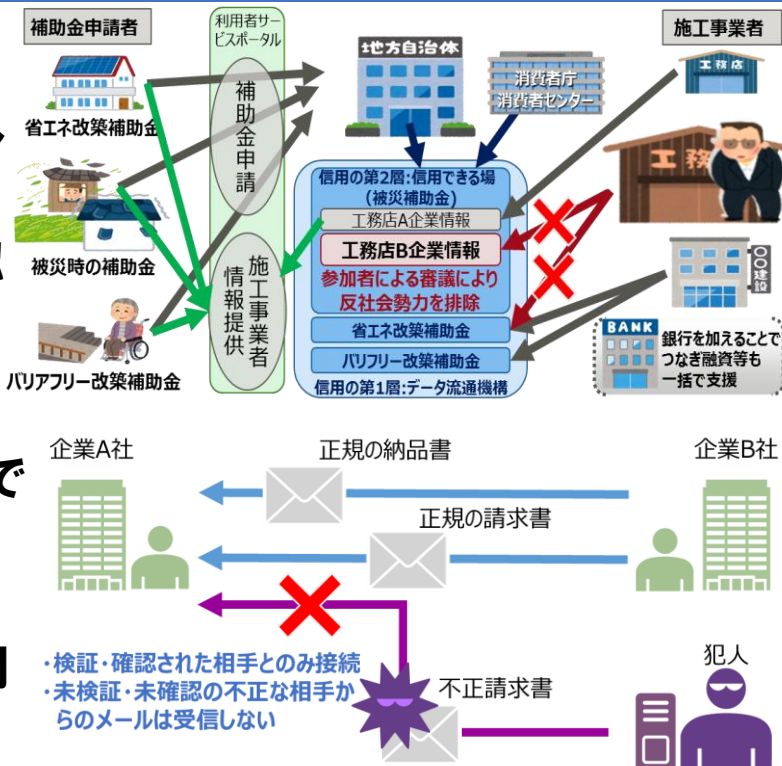 補助金申請者
利用者サー
ビスポータル
施工事業者
地方自治体
消費者庁
消費者センター
工務店
省エネ改築補助金
補助金申請
信用の第2層:信用できる場
(被災補助金)
工務店A企業情報
工務店B企業情報
参加者による審議により
反社会勢力を排除
工務
被災時の補助金
施工事業者
情報提供
〇〇
建設
省エネ改築補助金
バリフリー改築補助金
信用の第1層:データ流通機構
BANK
銀行を加えることで
つなぎ融資等も
一括で支援
バリアフリー改築補助金
企業A社
正規の納品書
企業B社
で
正規の請求書
・検証・確認された相手とのみ接続
・未検証・未確認の不正な相手か
らのメールは受信しない
不正請求書
犯人